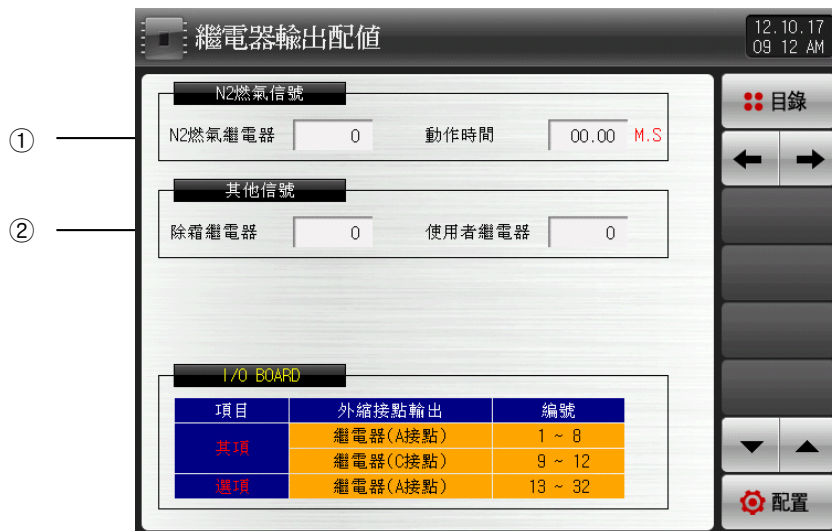 繼電器輸出配值
12.10.17
09 12 AM
N2燃氣信號
① N2燃氣繼電器 0 動作時間 00.00 M.S
其他信號
② 除霜繼電器 0 使用者繼電器 0
I/O BOARD
項目 外縮接點輸出 編號
其項 繼電器(A接點) 1 ~ 8
繼電器(C接點) 9 ~ 12
選項 繼電器(A接點) 13 ~ 32
目錄
配置